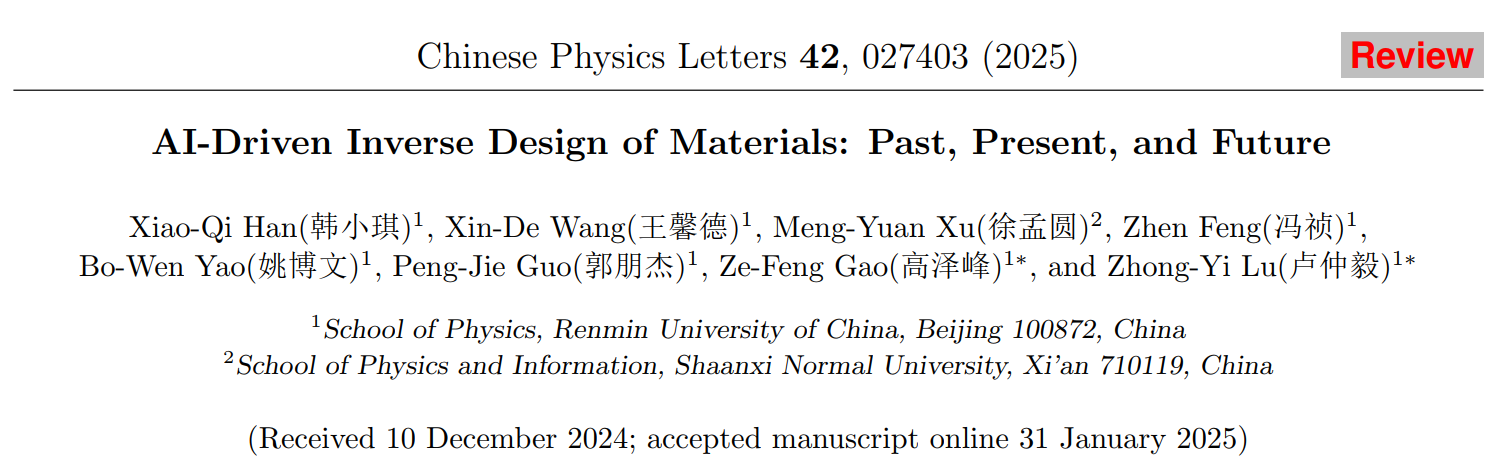 Chinese Physics Letters 42, 027403 (2025)
Review
AI-Driven Inverse Design of Materials: Past, Present, and Future
Xiao-Qi Han(韩小琪)1, Xin-De Wang(王馨德)1, Meng-Yuan Xu(徐孟圆)2, Zhen Feng(冯祯)1,
Bo-Wen Yao(姚博文)1, Peng-Jie Guo(郭朋杰)1, Ze-Feng Gao(高泽峰)1*, and Zhong-Yi Lu(卢仲毅)1*
1School of Physics, Renmin University of China, Beijing 100872, China
2School of Physics and Information, Shaanxi Normal University, Xi'an 710119, China
(Received 10 December 2024; accepted manuscript online 31 January 2025)